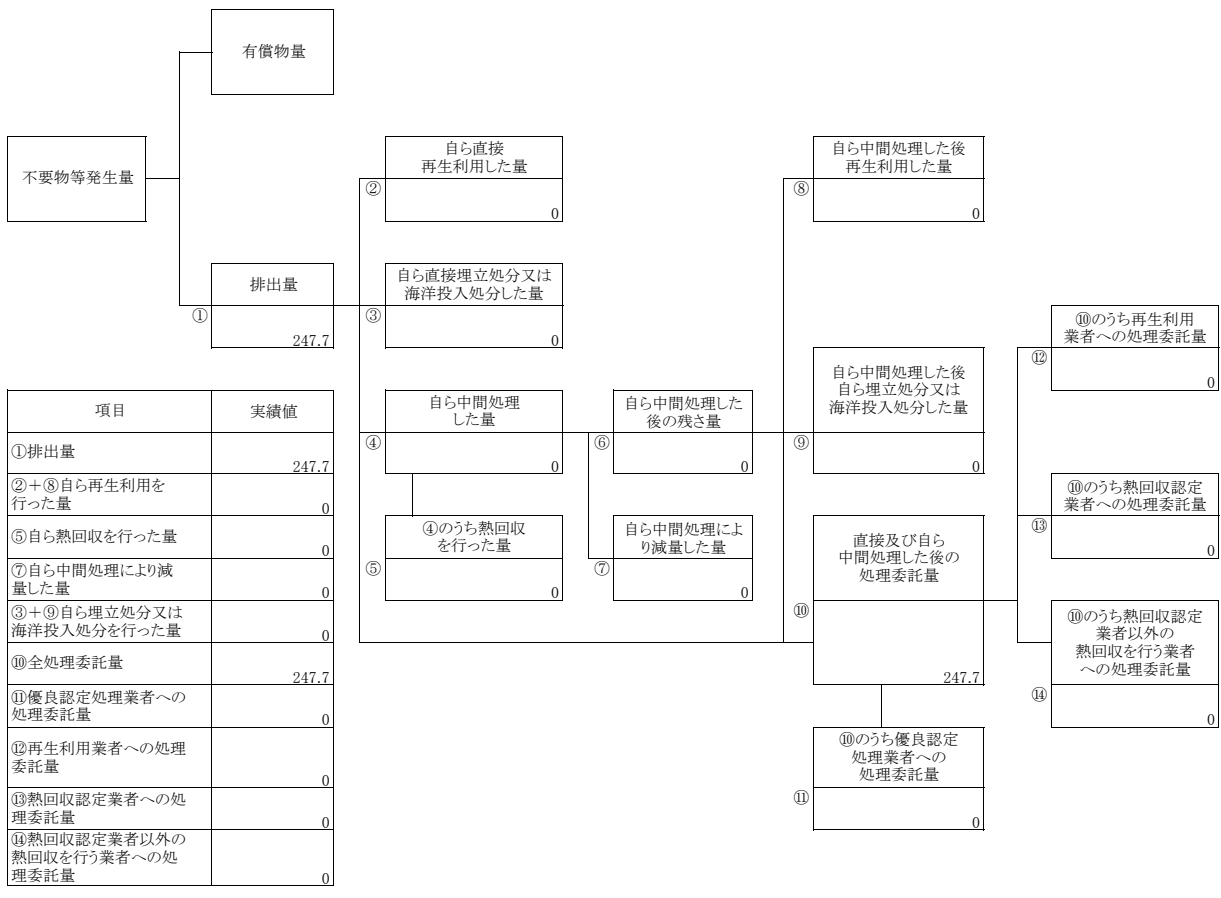 有償物量
不要物等発生量
自ら直接
再生利用した量
②
0
自ら中間処理した後
再生利用した量
⑧
0
排出量
①
247.7
自ら直接埋立処分又は
海洋投入処分した量
③
0
自ら中間処理
した量
④
0
自ら中間処理した
後の残さ量
⑥
0
自ら中間処理した後
自ら埋立処分又は
海洋投入処分した量
⑨
0
⑩のうち再生利用
業者への処理委託量
⑫
0
④のうち熱回収
を行った量
⑤
0
自ら中間処理によ
り減量した量
⑦
0
直接及び自ら
中間処理した後の
処理委託量
⑩
247.7
⑩のうち熱回収認定
業者への処理委託量
⑬
0
⑩のうち熱回収認定
業者以外の
熱回収を行う業者
への処理委託量
⑭
0
⑩のうち優良認定
処理業者への
処理委託量
⑪
0
項目 実績値
①排出量
247.7
②＋⑧自ら再生利用を
行った量
0
⑤自ら熱回収を行った量
0
⑦自ら中間処理により減
量した量
0
③＋⑨自ら埋立処分又は
海洋投入処分を行った量
0
⑩全処理委託量
247.7
⑪優良認定処理業者への
処理委託量
0
⑫再生利用業者への処理
委託量
0
⑬熱回収認定業者への処
理委託量
0
⑭熱回収認定業者以外の
熱回収を行う業者への処
理委託量
0